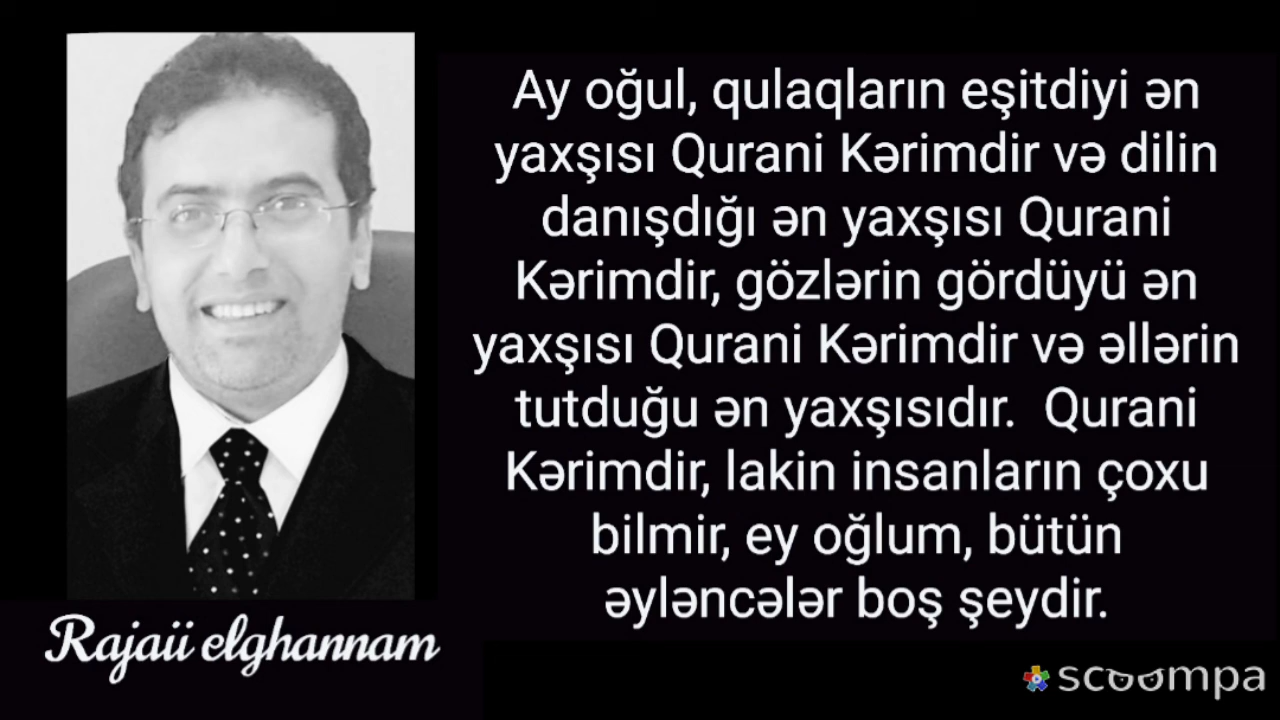 Ay oğul, qulaqların eşitdiyi ən
yaxşısı Qurani Kərimdir və dilin
danışdığı ən yaxşısı Qurani
Kərimdir, gözlərin gördüyü ən
yaxşısı Qurani Kərimdir və əllərin
tutduğu ən yaxşısıdır. Qurani
Kərimdir, lakin insanların çoxu
bilmir, ey oğlum, bütün
əyləncələr boş şeydir.
Rajaii elghannam
scoompa